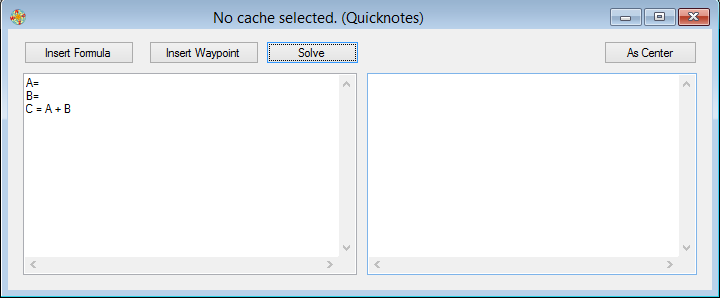 No cache selected. (Quicknotes)
Insert Formula Insert Waypoint Solve As Center
A=
B=
C = A + B